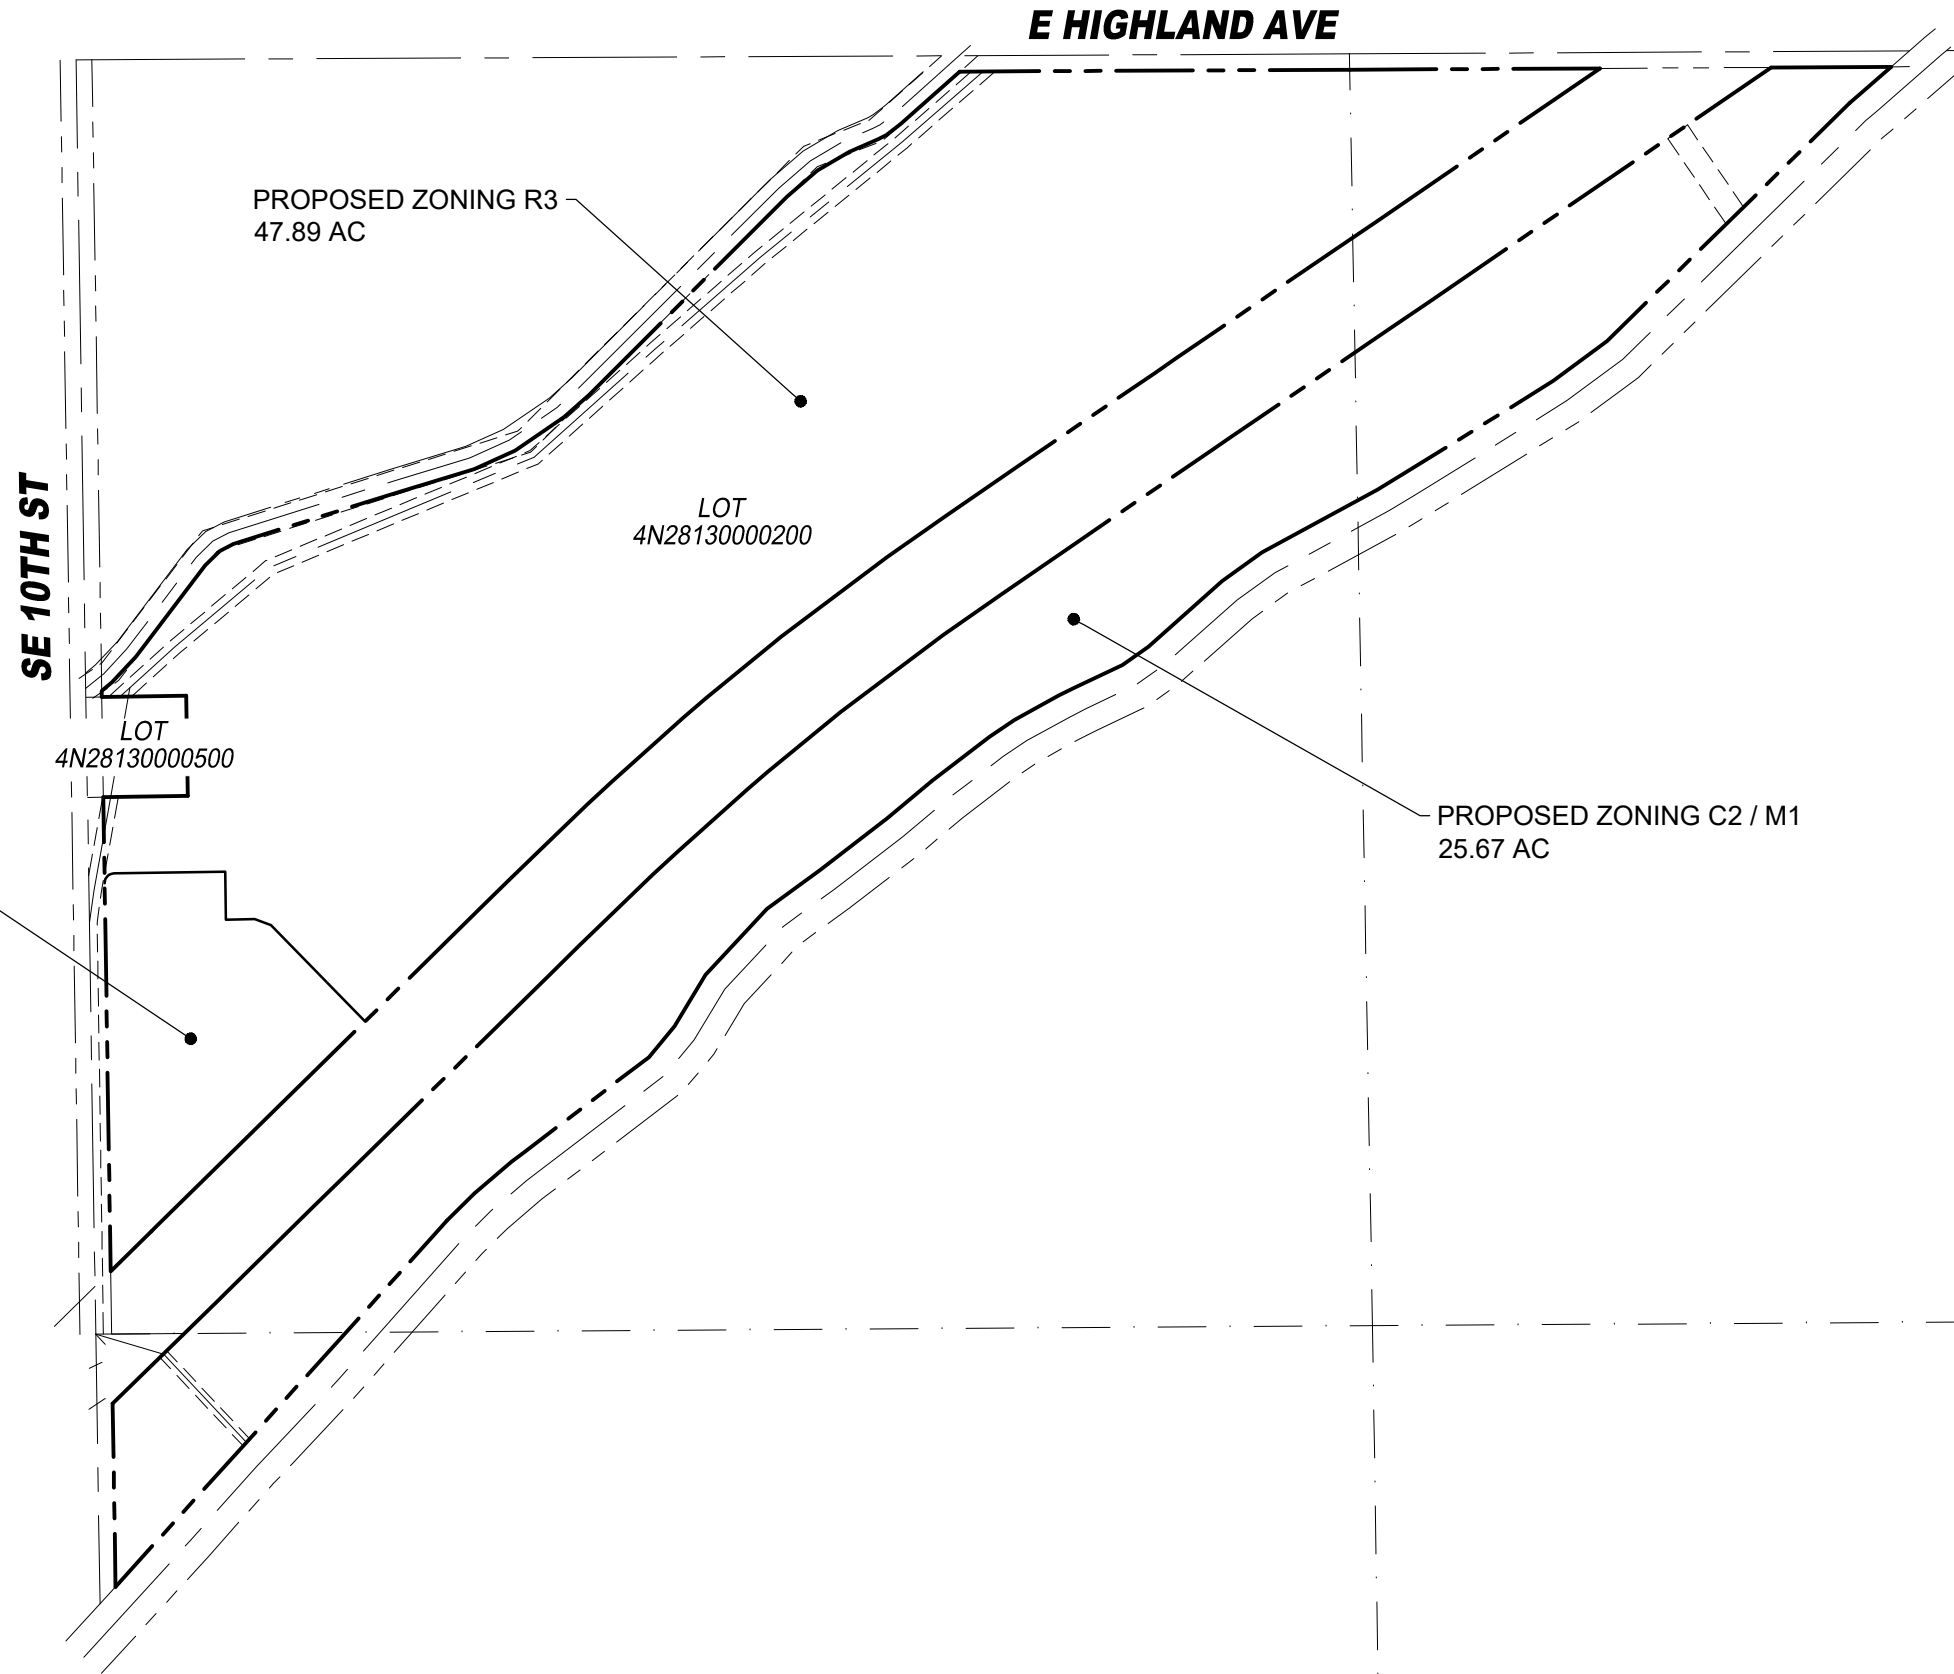 E HIGHLAND AVE
PROPOSED ZONING R3
47.89 AC
SE 10TH ST
LOT
4N28130000200
LOT
4N28130000500
PROPOSED ZONING C2 / M1
25.67 AC